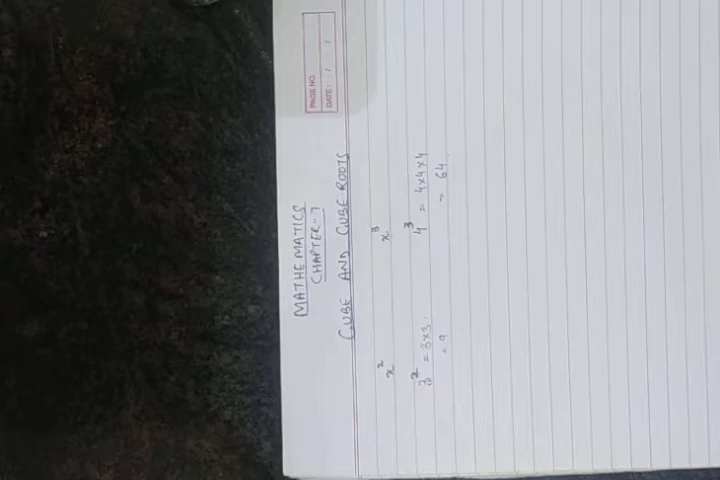 PAGE NO.
DATE: / /
MATHEMATICS
CHAPTER-7
CUBE AND CUBE ROOTS
x² x³
3² = 3×3. 4³ = 4×4×4
= 9 = 64